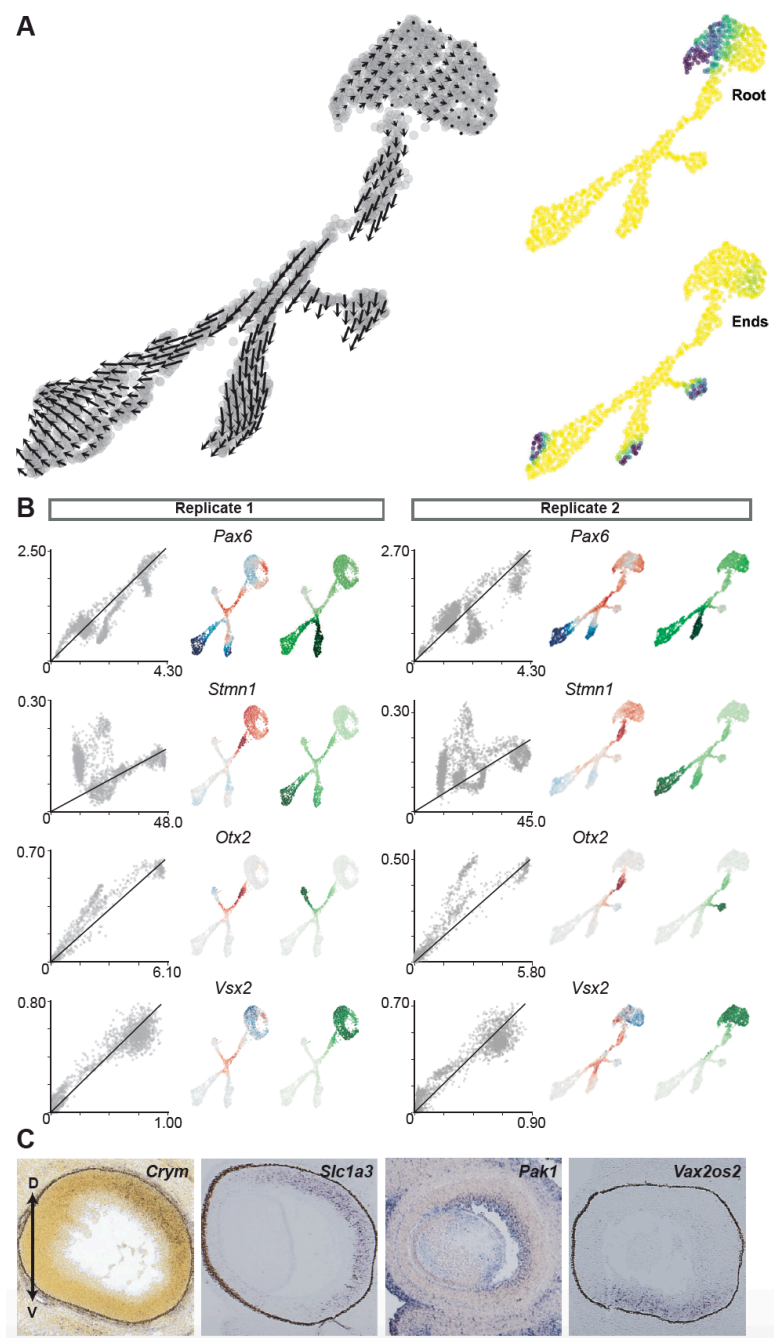 A
Root
Ends
B
Replicate 1
Replicate 2
Pax6
Pax6
2.50
2.70
0
4.30
0
4.30
Stmn1
Stmn1
0.30
0.30
0
48.0
0
45.0
Otx2
Otx2
0.70
0.50
0
6.10
0
5.80
Vsx2
Vsx2
0.80
0.70
0
1.00
0
0.90
C
Crym
Slc1a3
Pak1
Vax2os2
D
V